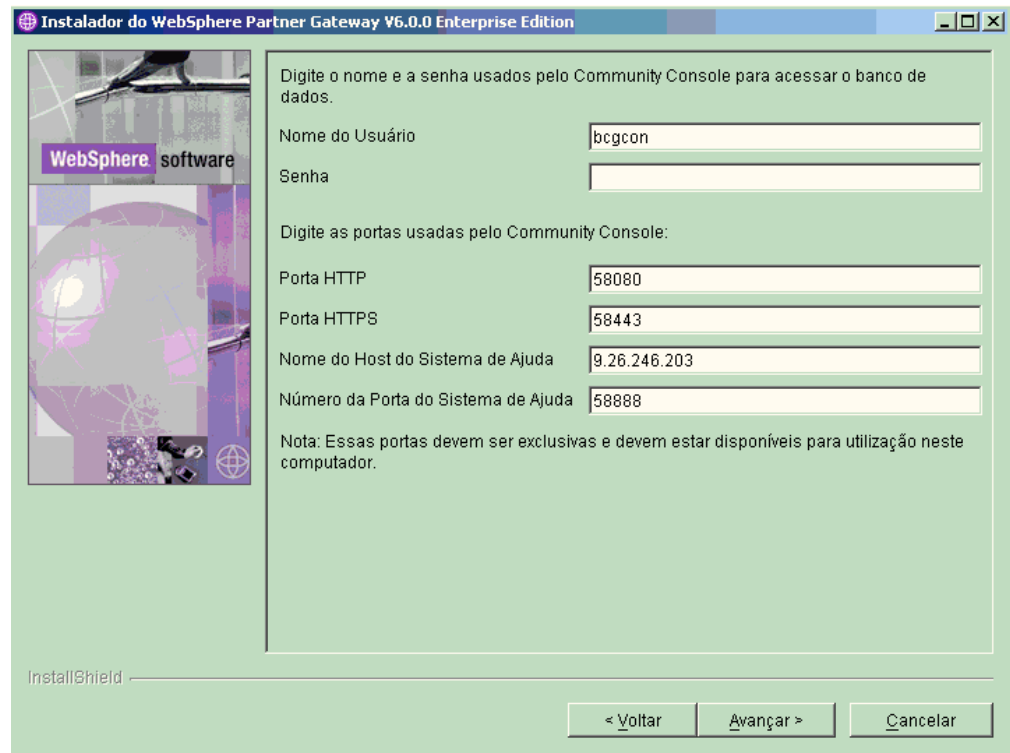 Instalador do WebSphere Partner Gateway V6.0.0 Enterprise Edition
WebSphere software
Digite o nome e a senha usados pelo Community Console para acessar o banco de
dados.
Nome do Usuário
bcgcon
Senha
Digite as portas usadas pelo Community Console:
Porta HTTP
58080
Porta HTTPS
58443
Nome do Host do Sistema de Ajuda
9.26.246.203
Número da Porta do Sistema de Ajuda
58888
Nota: Essas portas devem ser exclusivas e devem estar disponíveis para utilização neste
computador.
InstallShield
< Voltar
Avançar >
Cancelar